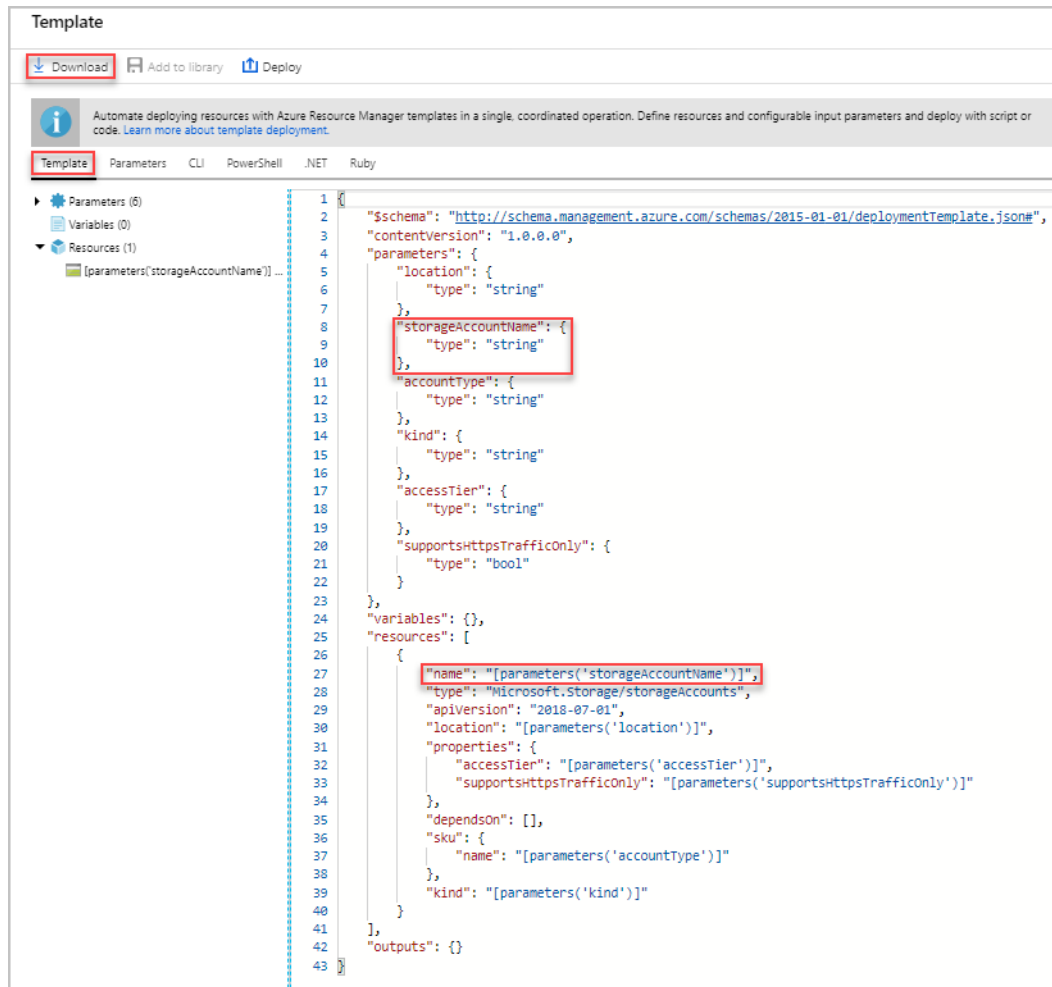 Template
Download Add to library Deploy
Automate deploying resources with Azure Resource Manager templates in a single, coordinated operation. Define resources and configurable input parameters and deploy with script or
code. Learn more about template deployment.
Template Parameters CLI PowerShell .NET Ruby
Parameters (6)
Variables (0)
Resources (1)
[parameters('storageAccountName')] ...
1 {
2 "$schema": "http://schema.management.azure.com/schemas/2015-01-01/deploymentTemplate.json#",
3 "contentVersion": "1.0.0.0",
4 "parameters": {
5 "location": {
6 "type": "string"
7 },
8 "storageAccountName": {
9 "type": "string"
10 },
11 "accountType": {
12 "type": "string"
13 },
14 "kind": {
15 "type": "string"
16 },
17 "accessTier": {
18 "type": "string"
19 },
20 "supportsHttpsTrafficOnly": {
21 "type": "bool"
22 }
23 },
24 "variables": {},
25 "resources": [
26 {
27 "name": "[parameters('storageAccountName')]",
28 "type": "Microsoft.Storage/storageAccounts",
29 "apiVersion": "2018-07-01",
30 "location": "[parameters('location')]",
31 "properties": {
32 "accessTier": "[parameters('accessTier')]",
33 "supportsHttpsTrafficOnly": "[parameters('supportsHttpsTrafficOnly')]"
34 },
35 "dependsOn": [],
36 "sku": {
37 "name": "[parameters('accountType')]"
38 },
39 "kind": "[parameters('kind')]"
40 }
41 ],
42 "outputs": {}
43 }